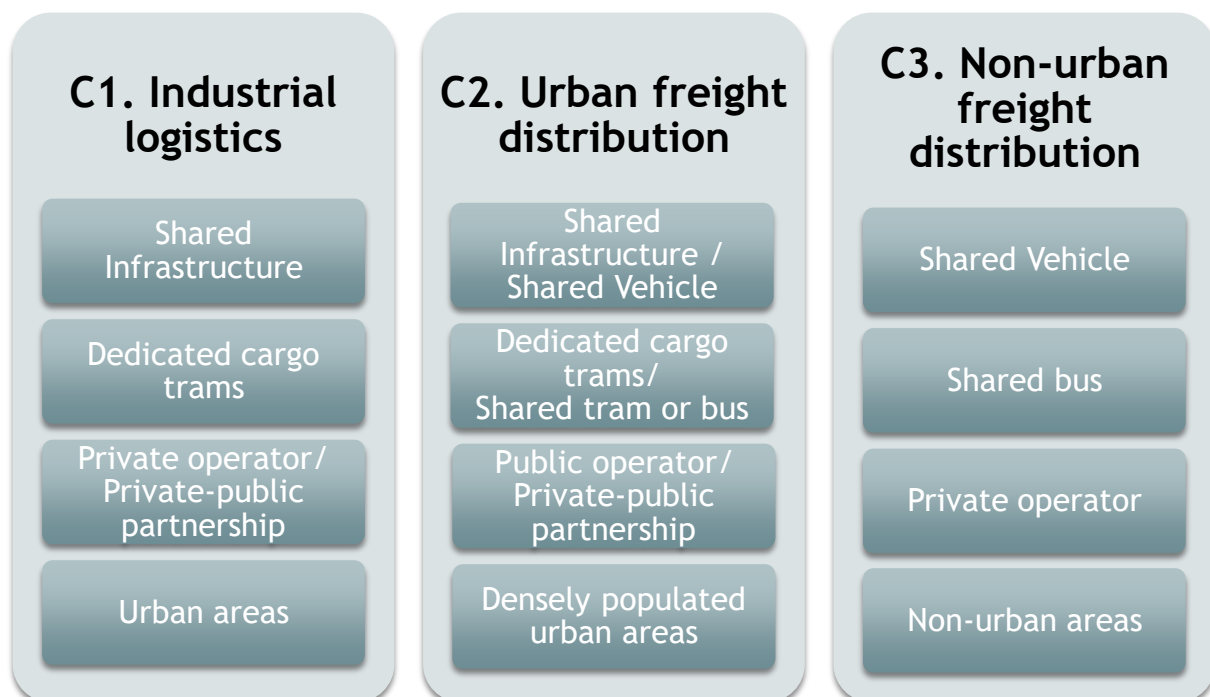 C1. Industrial
logistics
Shared
Infrastructure
Dedicated cargo
trams
Private operator/
Private-public
partnership
Urban areas
C2. Urban freight
distribution
Shared
Infrastructure /
Shared Vehicle
Dedicated cargo
trams/
Shared tram or bus
Public operator/
Private-public
partnership
Densely populated
urban areas
C3. Non-urban
freight
distribution
Shared Vehicle
Shared bus
Private operator
Non-urban areas